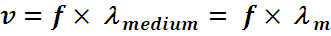 v = f × λ_medium = f × λ_m